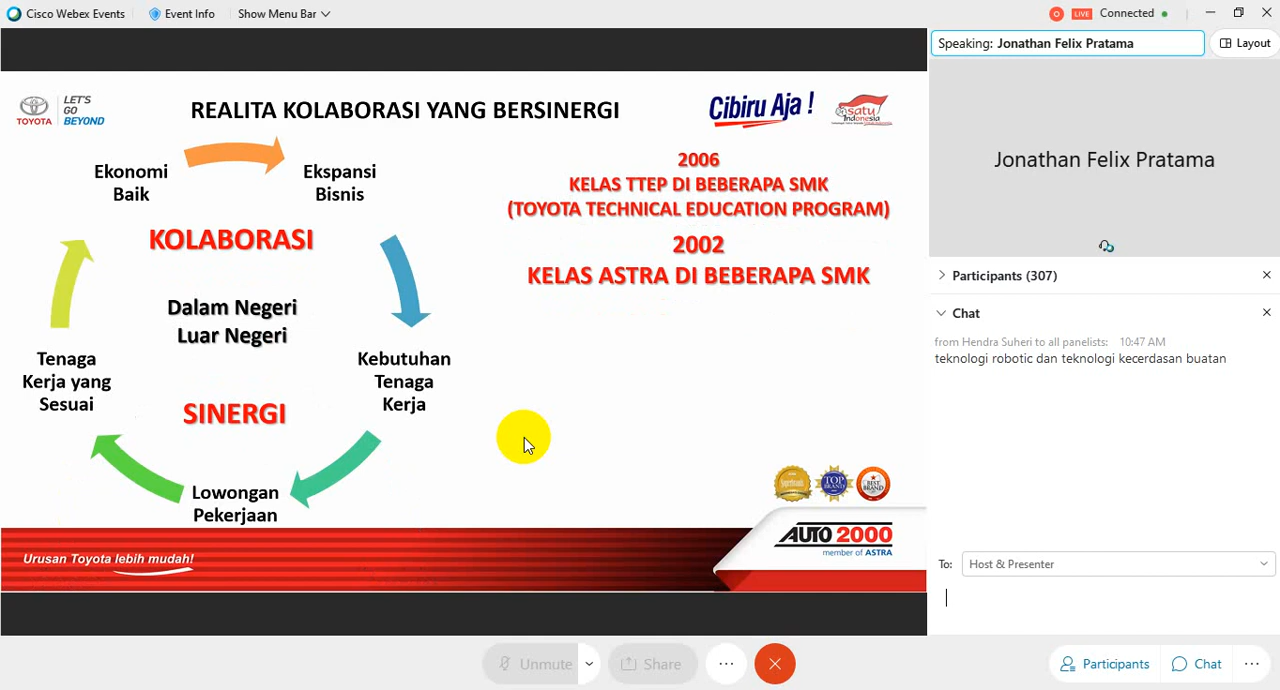 Cisco Webex Events
Event Info
Show Menu Bar
LIVE
Connected
Speaking: Jonathan Felix Pratama
Layout
TOYOTA
LET'S
GO
BEYOND
REALITA KOLABORASI YANG BERSINERGI
Cibiru Aja !
satu
Indonesia
Ekonomi
Baik
Ekspansi
Bisnis
KOLABORASI
Dalam Negeri
Luar Negeri
Tenaga
Kerja yang
Sesuai
Kebutuhan
Tenaga
Kerja
SINERGI
Lowongan
Pekerjaan
2006
KELAS TTEP DI BEBERAPA SMK
(TOYOTA TECHNICAL EDUCATION PROGRAM)
2002
KELAS ASTRA DI BEBERAPA SMK
Superbrands
TOP
BRAND
BEST
BRAND
Urusan Toyota lebih mudah!
AUTO 2000
member of ASTRA
Jonathan Felix Pratama
Participants (307)
Chat
from Hendra Suheri to all panelists: 10:47 AM
teknologi robotic dan teknologi kecerdasan buatan
To: Host & Presenter
Unmute
Share
Participants
Chat